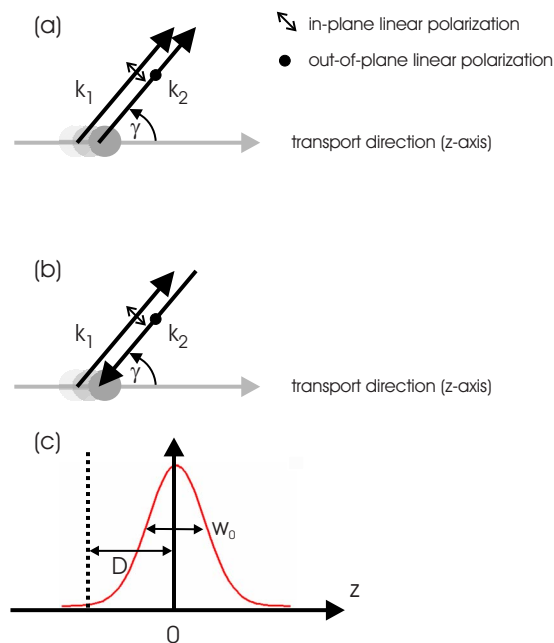 (a)
in-plane linear polarization
out-of-plane linear polarization
k1
k2
γ
transport direction (z-axis)
(b)
k1
k2
γ
transport direction (z-axis)
(c)
w0
D
z
0